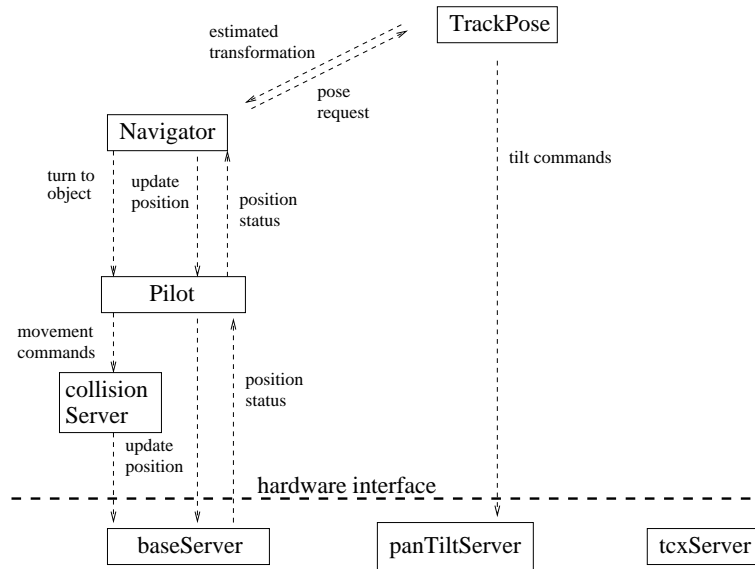 TrackPose
estimated
transformation
pose
request
Navigator
tilt commands
turn to
object
update
position
position
status
Pilot
movement
commands
collision
Server
position
status
update
position
hardware interface
baseServer
panTiltServer
tcxServer